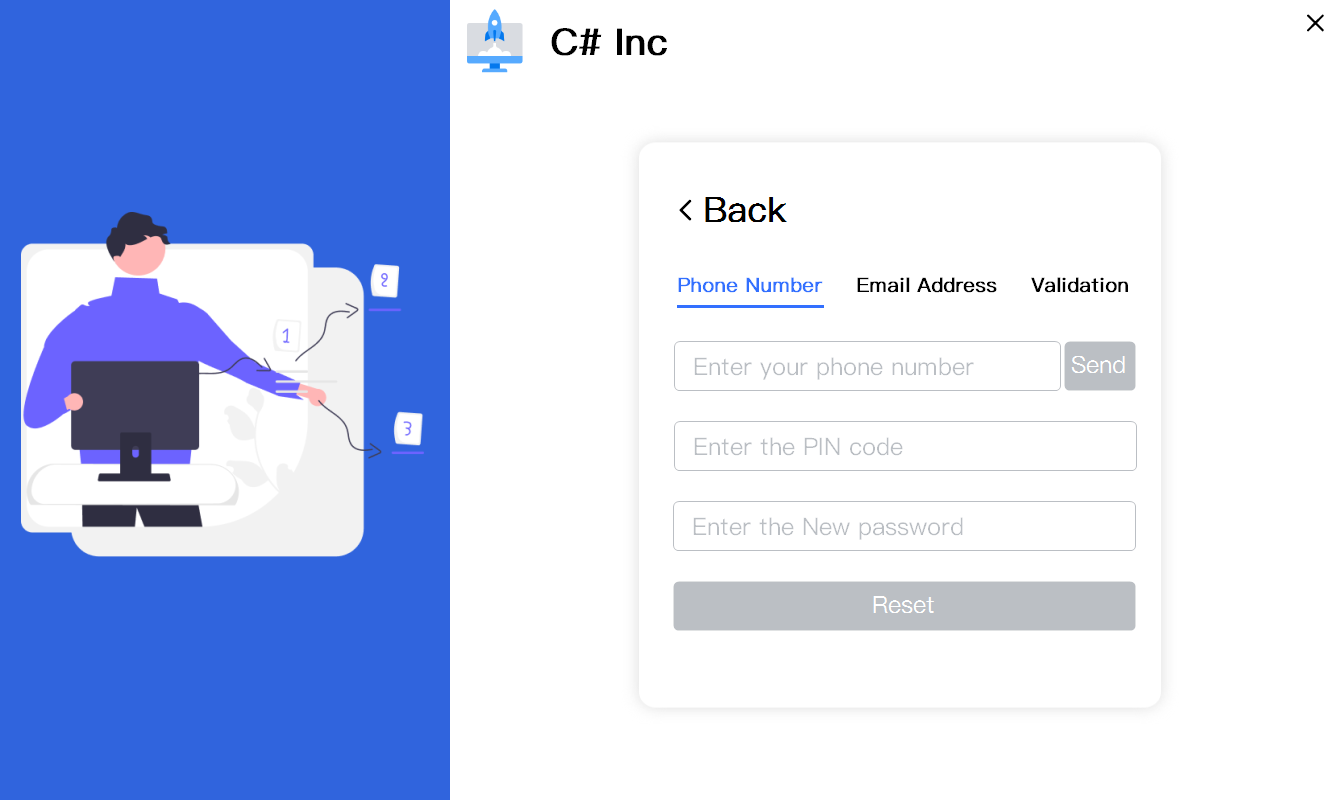 C# Inc
Back
Phone Number Email Address Validation
Enter your phone number Send
Enter the PIN code
Enter the New password
Reset
2
1
3